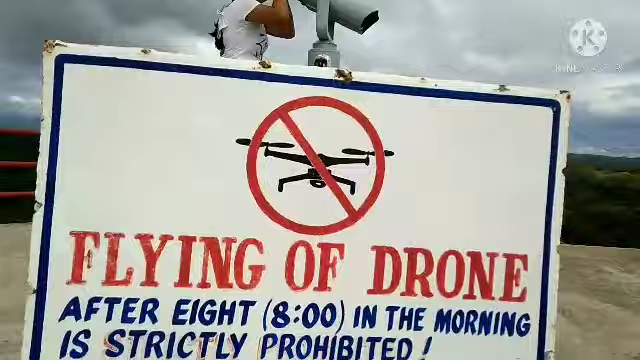 FLYING OF DRONE
AFTER EIGHT (8:00) IN THE MORNING
IS STRICTLY PROHIBITED!